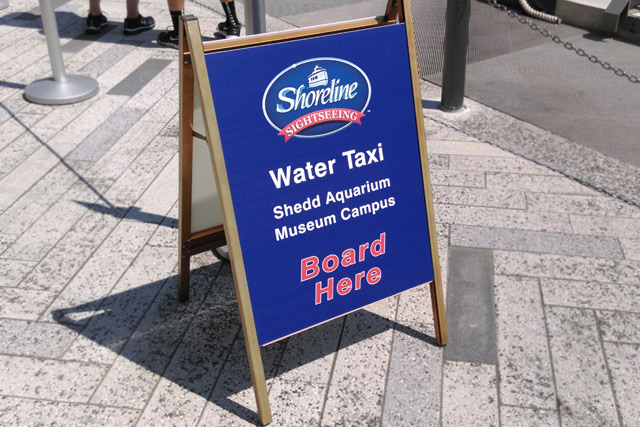 Shoreline
SIGHTSEEING
Water Taxi
Shedd Aquarium
Museum Campus
Board
Here